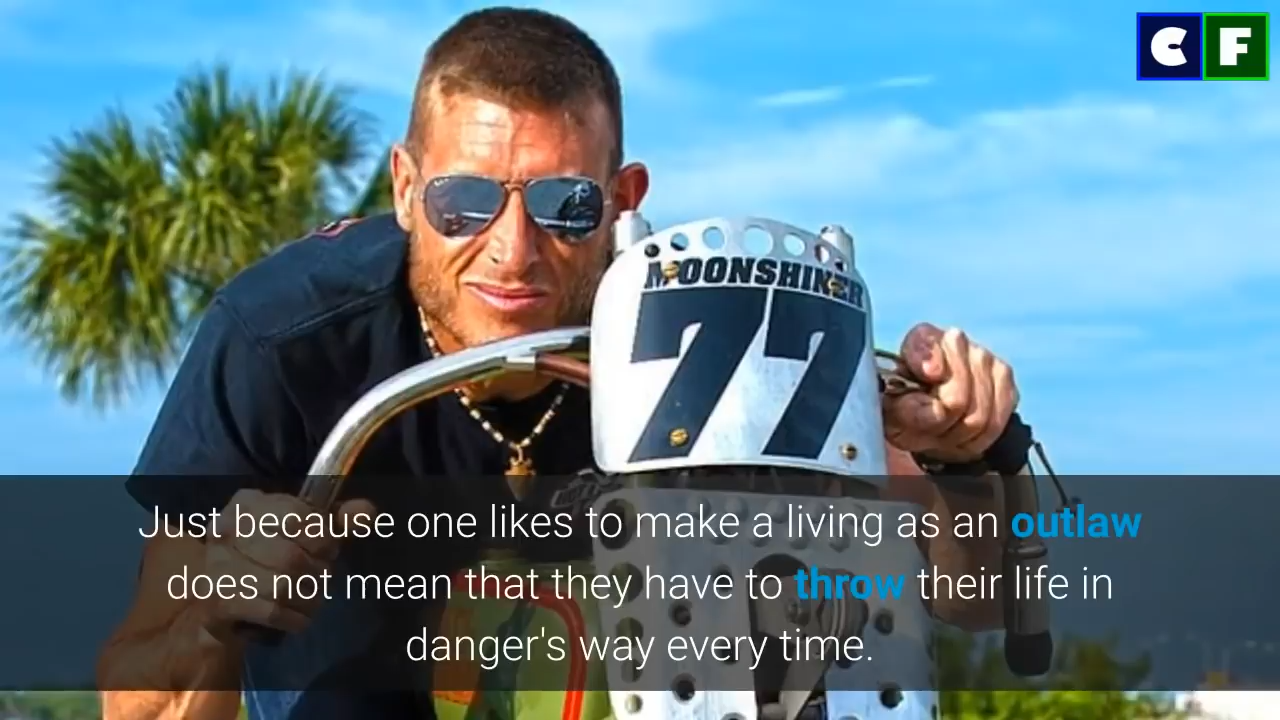 C F
MOONSHINER
77
Just because one likes to make a living as an outlaw
does not mean that they have to throw their life in
danger's way every time.